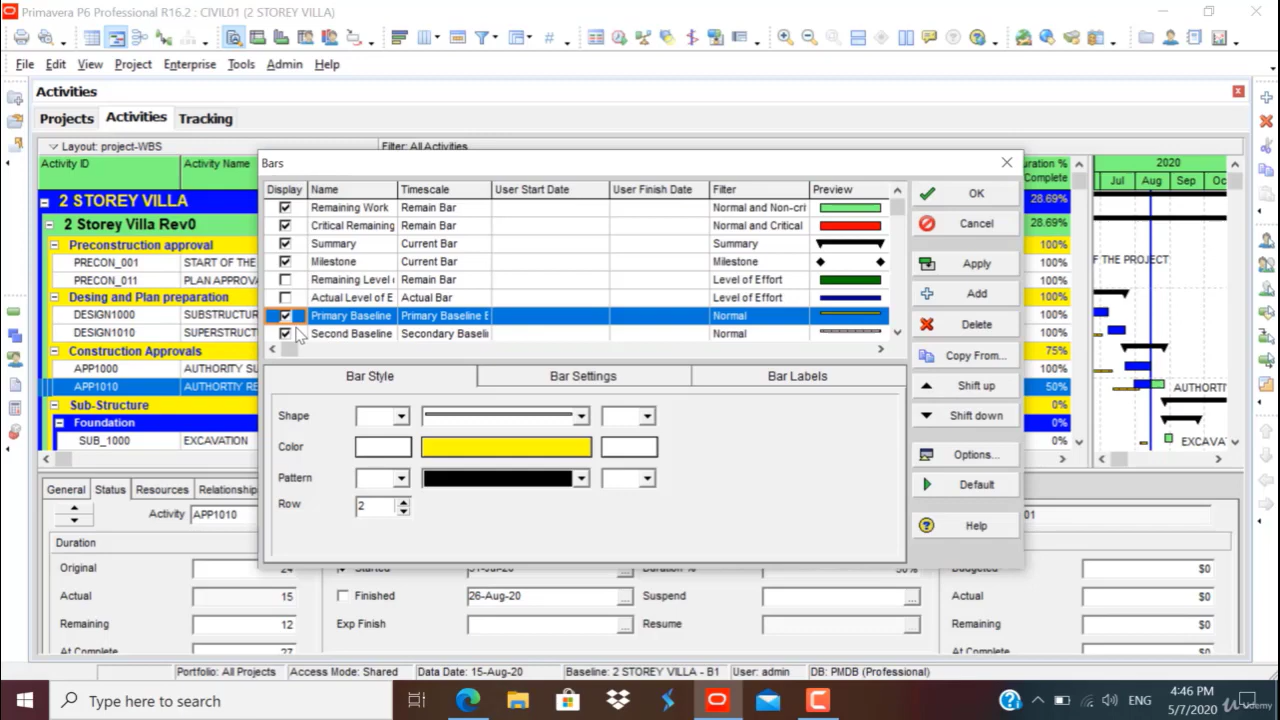 Primavera P6 Professional R16.2 : CIVIL01 (2 STOREY VILLA)
File Edit View Project Enterprise Tools Admin Help
Activities
Projects Activities Tracking
Layout: project-WBS Filter: All Activities
Activity ID Activity Name
2 STOREY VILLA
2 Storey Villa Rev0
Preconstruction approval
PRECON_001 START OF THE
PRECON_011 PLAN APPROVA
Desing and Plan preparation
DESIGN1000 SUBSTRUCTUR
DESIGN1010 SUPERSTRUCT
Construction Approvals
APP1000 AUTHORITY SU
APP1010 AUTHORTIY RE
Sub-Structure
Foundation
SUB_1000 EXCAVATION
Bars
Display Name Timescale User Start Date User Finish Date Filter Preview
Remaining Work Remain Bar Normal and Non-crit
Critical Remaining Remain Bar Normal and Critical
Summary Current Bar Summary
Milestone Current Bar Milestone
Remaining Level Remain Bar Level of Effort
Actual Level of E Actual Bar Level of Effort
Primary Baseline Primary Baseline B Normal
Second Baseline Secondary Baseli Normal
Bar Style Bar Settings Bar Labels
Shape
Color
Pattern
Row 2
OK
Cancel
Apply
Add
Delete
Copy From...
Shift up
Shift down
Options...
Default
Help
uration % Complete
28.69%
28.69%
100%
100%
100%
100%
100%
100%
75%
100%
50%
0%
0%
0%
2020
Jul Aug Sep Oc
F THE PROJECT
AUTHORTI
EXCAVA
General Status Resources Relationship
Activity APP1010
01
Duration
Original 24
Actual 15
Remaining 12
At Complete 27
Started 31-Jul-20
Finished 26-Aug-20
Exp Finish
Duration % 50%
Suspend
Resume
Budgeted $0
Actual $0
Remaining $0
At Complete $0
Portfolio: All Projects Access Mode: Shared Data Date: 15-Aug-20 Baseline: 2 STOREY VILLA - B1 User: admin DB: PMDB (Professional)
Type here to search
ENG
4:46 PM
5/7/2020
Udemy